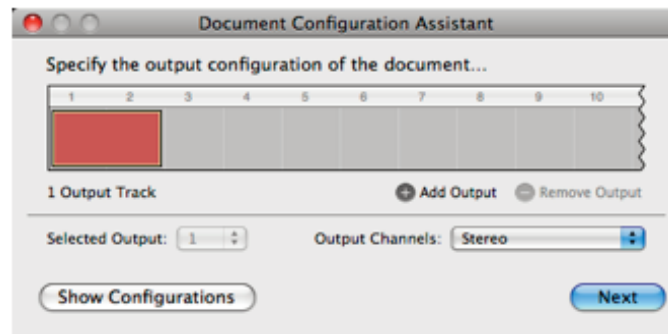 Document Configuration Assistant
Specify the output configuration of the document...
1 2 3 4 5 6 7 8 9 10
1 Output Track Add Output Remove Output
Selected Output: 1 Output Channels: Stereo
Show Configurations Next